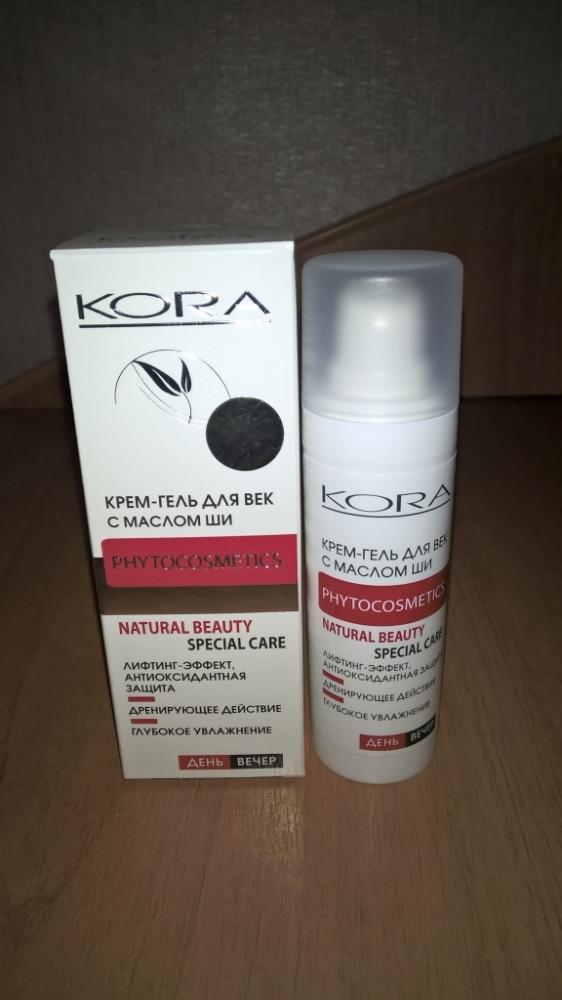 KORA
КРЕМ-ГЕЛЬ ДЛЯ ВЕК
С МАСЛОМ ШИ
PHYTOCOSMETICS
NATURAL BEAUTY
SPECIAL CARE
ЛИФТИНГ-ЭФФЕКТ,
АНТИОКСИДАНТНАЯ
ЗАЩИТА
ДРЕНИРУЮЩЕЕ ДЕЙСТВИЕ
ГЛУБОКОЕ УВЛАЖНЕНИЕ
ДЕНЬ ВЕЧЕР
KORA
КРЕМ-ГЕЛЬ ДЛЯ ВЕК
С МАСЛОМ ШИ
PHYTOCOSMETICS
NATURAL BEAUTY
SPECIAL CARE
ЛИФТИНГ-ЭФФЕКТ,
АНТИОКСИДАНТНАЯ ЗАЩИТА
ДРЕНИРУЮЩЕЕ ДЕЙСТВИЕ
ГЛУБОКОЕ УВЛАЖНЕНИЕ
ДЕНЬ ВЕЧЕР